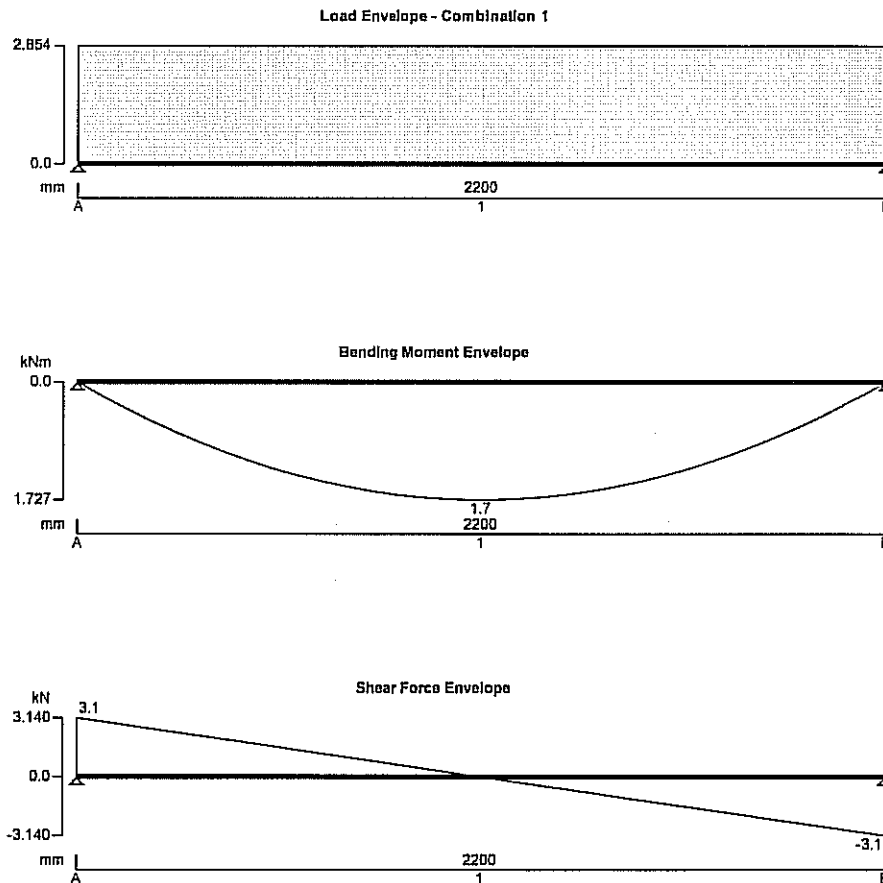 Load Envelope - Combination 1
2.854
0.0
mm
2200
A
1
Bending Moment Envelope
kNm
0.0
1.727
1.7
mm
2200
A
1
Shear Force Envelope
kN
3.140
3.1
0.0
-3.140
-3.1
mm
2200
A
1